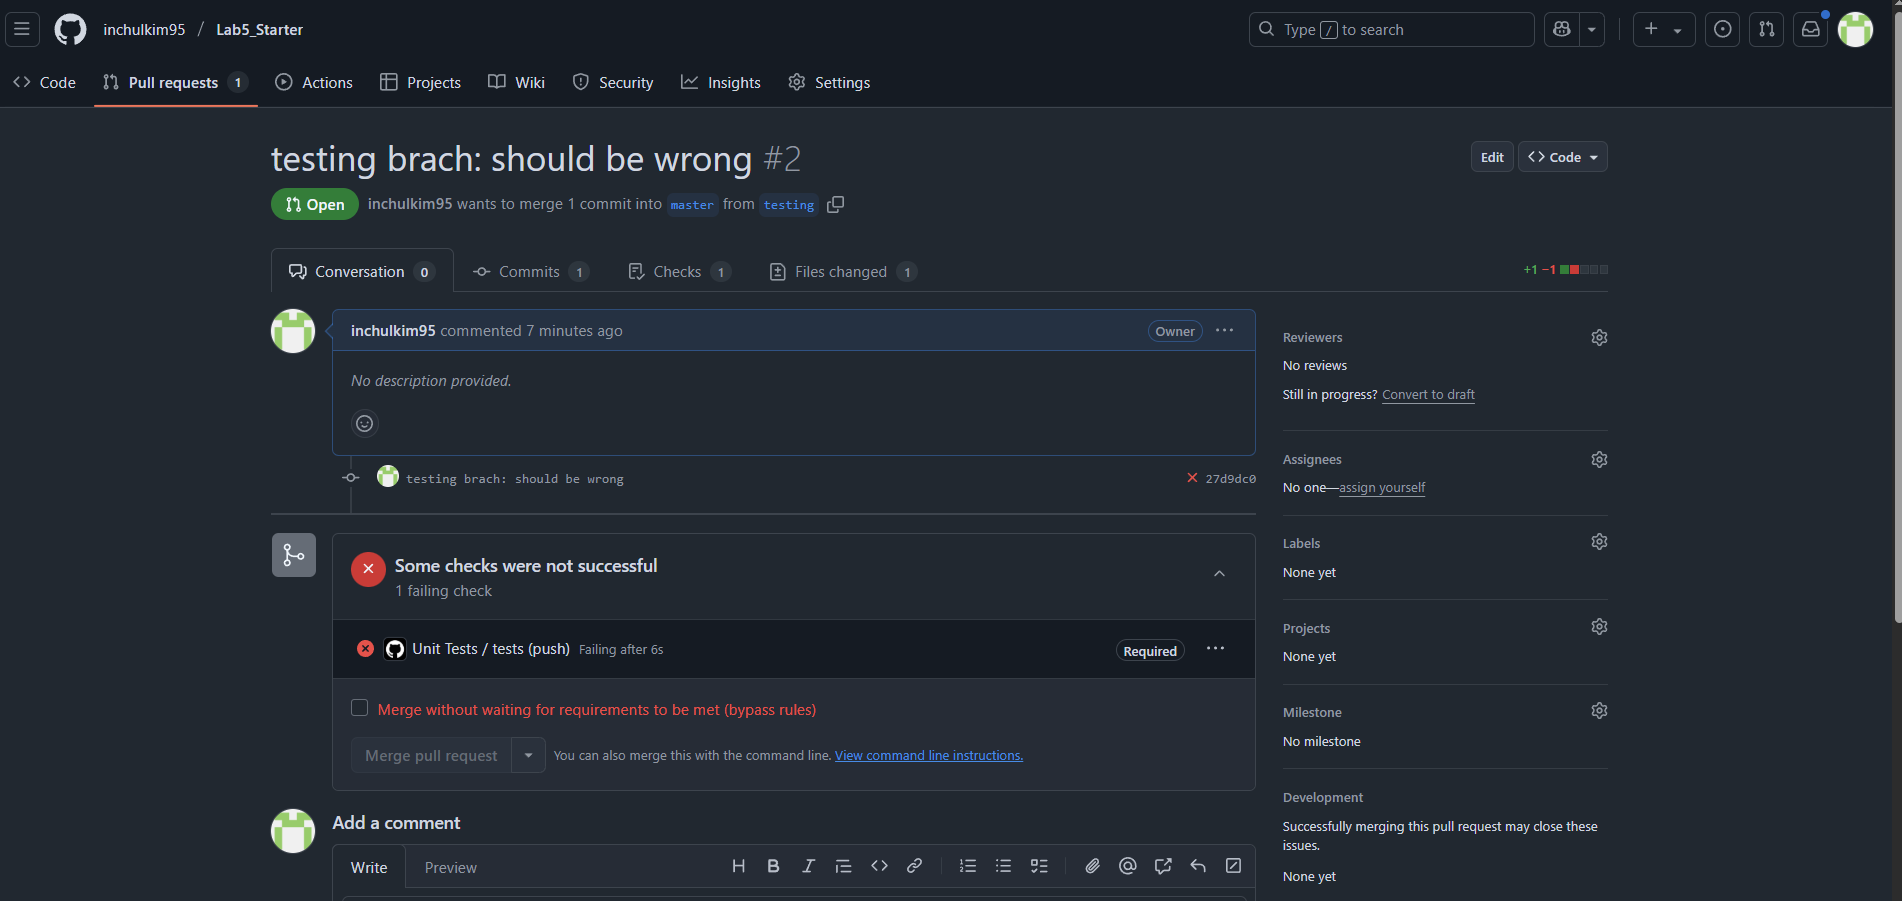 inchulkim95 / Lab5_Starter
Type / to search
Code
Pull requests 1
Actions
Projects
Wiki
Security
Insights
Settings
testing brach: should be wrong #2
Edit
Code
Open
inchulkim95 wants to merge 1 commit into master from testing
Conversation 0
Commits 1
Checks 1
Files changed 1
+1 −1
inchulkim95 commented 7 minutes ago
Owner
No description provided.
testing brach: should be wrong
27d9dc0
Some checks were not successful
1 failing check
Unit Tests / tests (push) Failing after 6s
Required
Merge without waiting for requirements to be met (bypass rules)
Merge pull request
You can also merge this with the command line. View command line instructions.
Add a comment
Write
Preview
Reviewers
No reviews
Still in progress? Convert to draft
Assignees
No one—assign yourself
Labels
None yet
Projects
None yet
Milestone
No milestone
Development
Successfully merging this pull request may close these
issues.
None yet